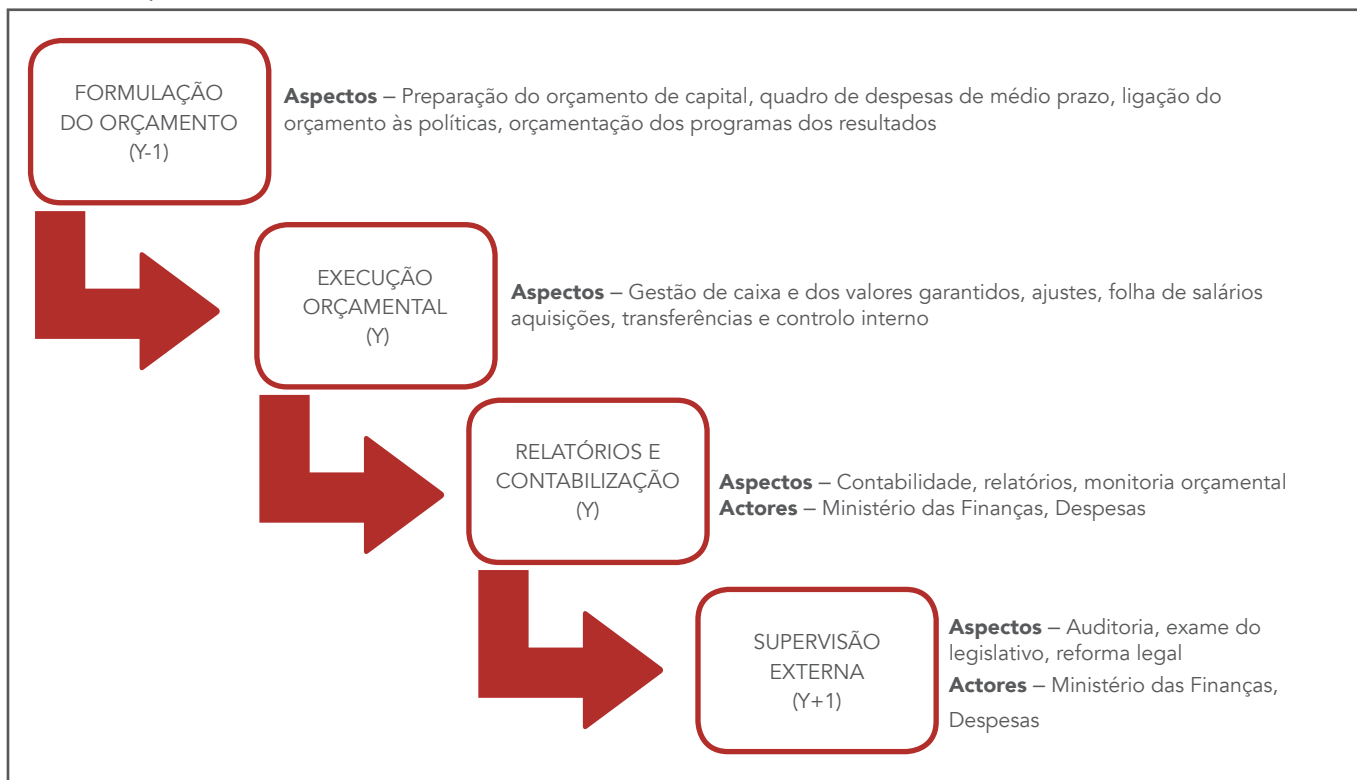 FORMULAÇÃO
DO ORÇAMENTO
(Y-1)
Aspectos – Preparação do orçamento de capital, quadro de despesas de médio prazo, ligação do
orçamento às políticas, orçamentação dos programas dos resultados
EXECUÇÃO
ORÇAMENTAL
(Y)
Aspectos – Gestão de caixa e dos valores garantidos, ajustes, folha de salários
aquisições, transferências e controlo interno
RELATÓRIOS E
CONTABILIZAÇÃO
(Y)
Aspectos – Contabilidade, relatórios, monitoria orçamental
Actores – Ministério das Finanças, Despesas
SUPERVISÃO
EXTERNA
(Y+1)
Aspectos – Auditoria, exame do
legislativo, reforma legal
Actores – Ministério das Finanças,
Despesas